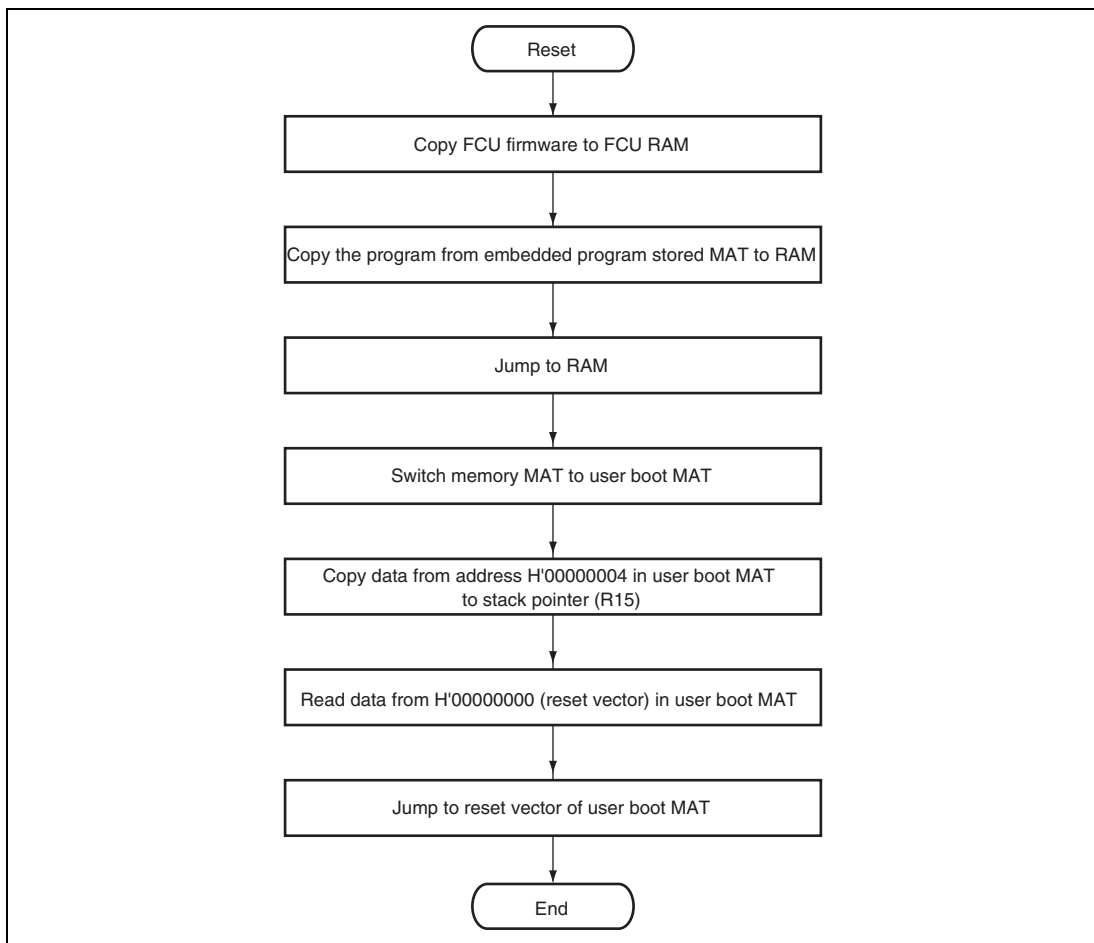 Reset
Copy FCU firmware to FCU RAM
Copy the program from embedded program stored MAT to RAM
Jump to RAM
Switch memory MAT to user boot MAT
Copy data from address H'00000004 in user boot MAT
to stack pointer (R15)
Read data from H'00000000 (reset vector) in user boot MAT
Jump to reset vector of user boot MAT
End